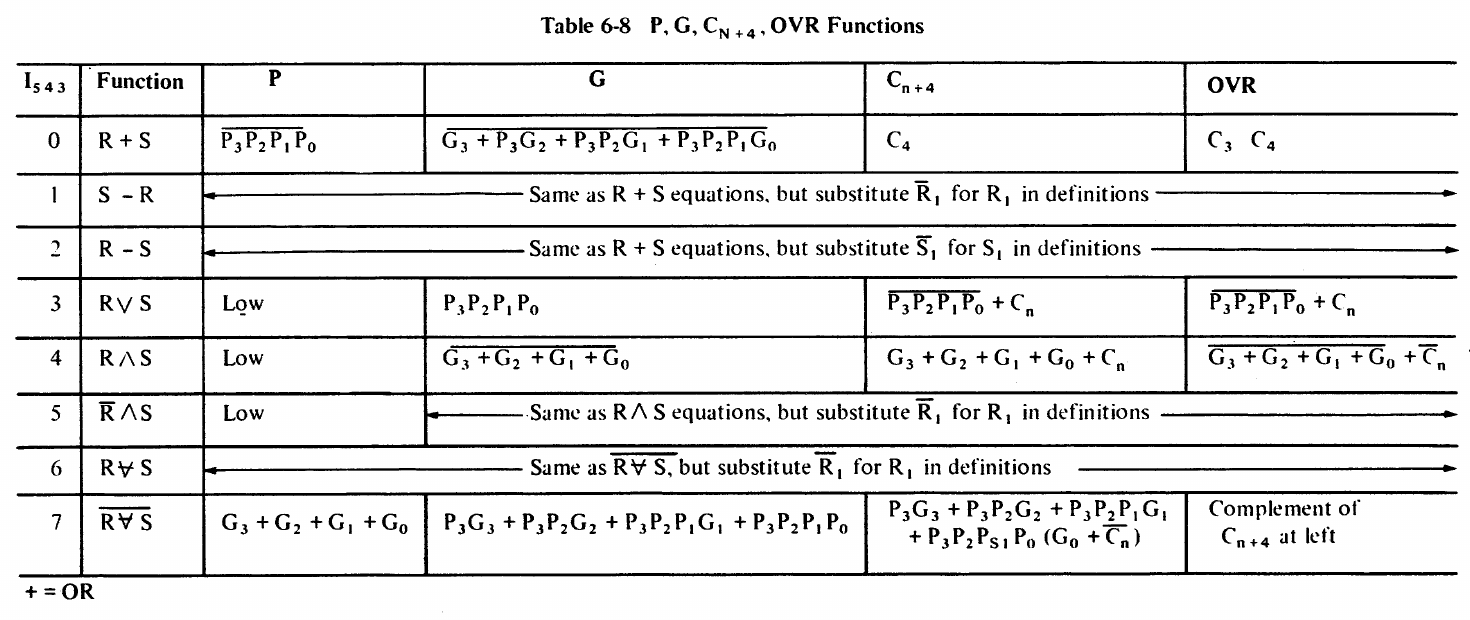 Table 6-8 P, G, C_{N+4}, OVR Functions
I_{543} Function P G C_{n+4} OVR
0 R + S \overline{P_3P_2P_1P_0} \overline{G_3 + P_3G_2 + P_3P_2G_1 + P_3P_2P_1G_0} C_4 C_3 C_4
1 S – R Same as R + S equations, but substitute \overline{R}_1 for R_1 in definitions
2 R – S Same as R + S equations, but substitute \overline{S}_1 for S_1 in definitions
3 R ∨ S Low P_3P_2P_1P_0 \overline{P_3P_2P_1P_0} + C_n \overline{P_3P_2P_1P_0} + C_n
4 R ∧ S Low \overline{G_3 + G_2 + G_1 + G_0} G_3 + G_2 + G_1 + G_0 + C_n \overline{G_3 + G_2 + G_1 + G_0} + \overline{C}_n
5 \overline{R} ∧ S Low Same as R ∧ S equations, but substitute \overline{R}_1 for R_1 in definitions
6 R ∀ S Same as \overline{R ∀ S}, but substitute \overline{R}_1 for R_1 in definitions
7 \overline{R ∀ S} G_3 + G_2 + G_1 + G_0 P_3G_3 + P_3P_2G_2 + P_3P_2P_1G_1 + P_3P_2P_1P_0 P_3G_3 + P_3P_2G_2 + P_3P_2P_1G_1 Complement of
+ P_3P_2P_{S1}P_0 (G_0 + \overline{C_n}) C_{n+4} at left
+ = OR